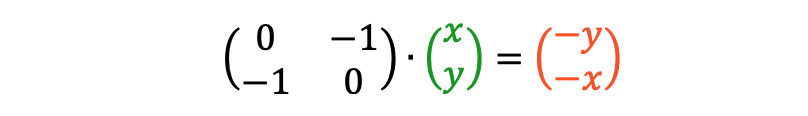 (0 −1
−1 0) · (x
y) = (−y
−x)